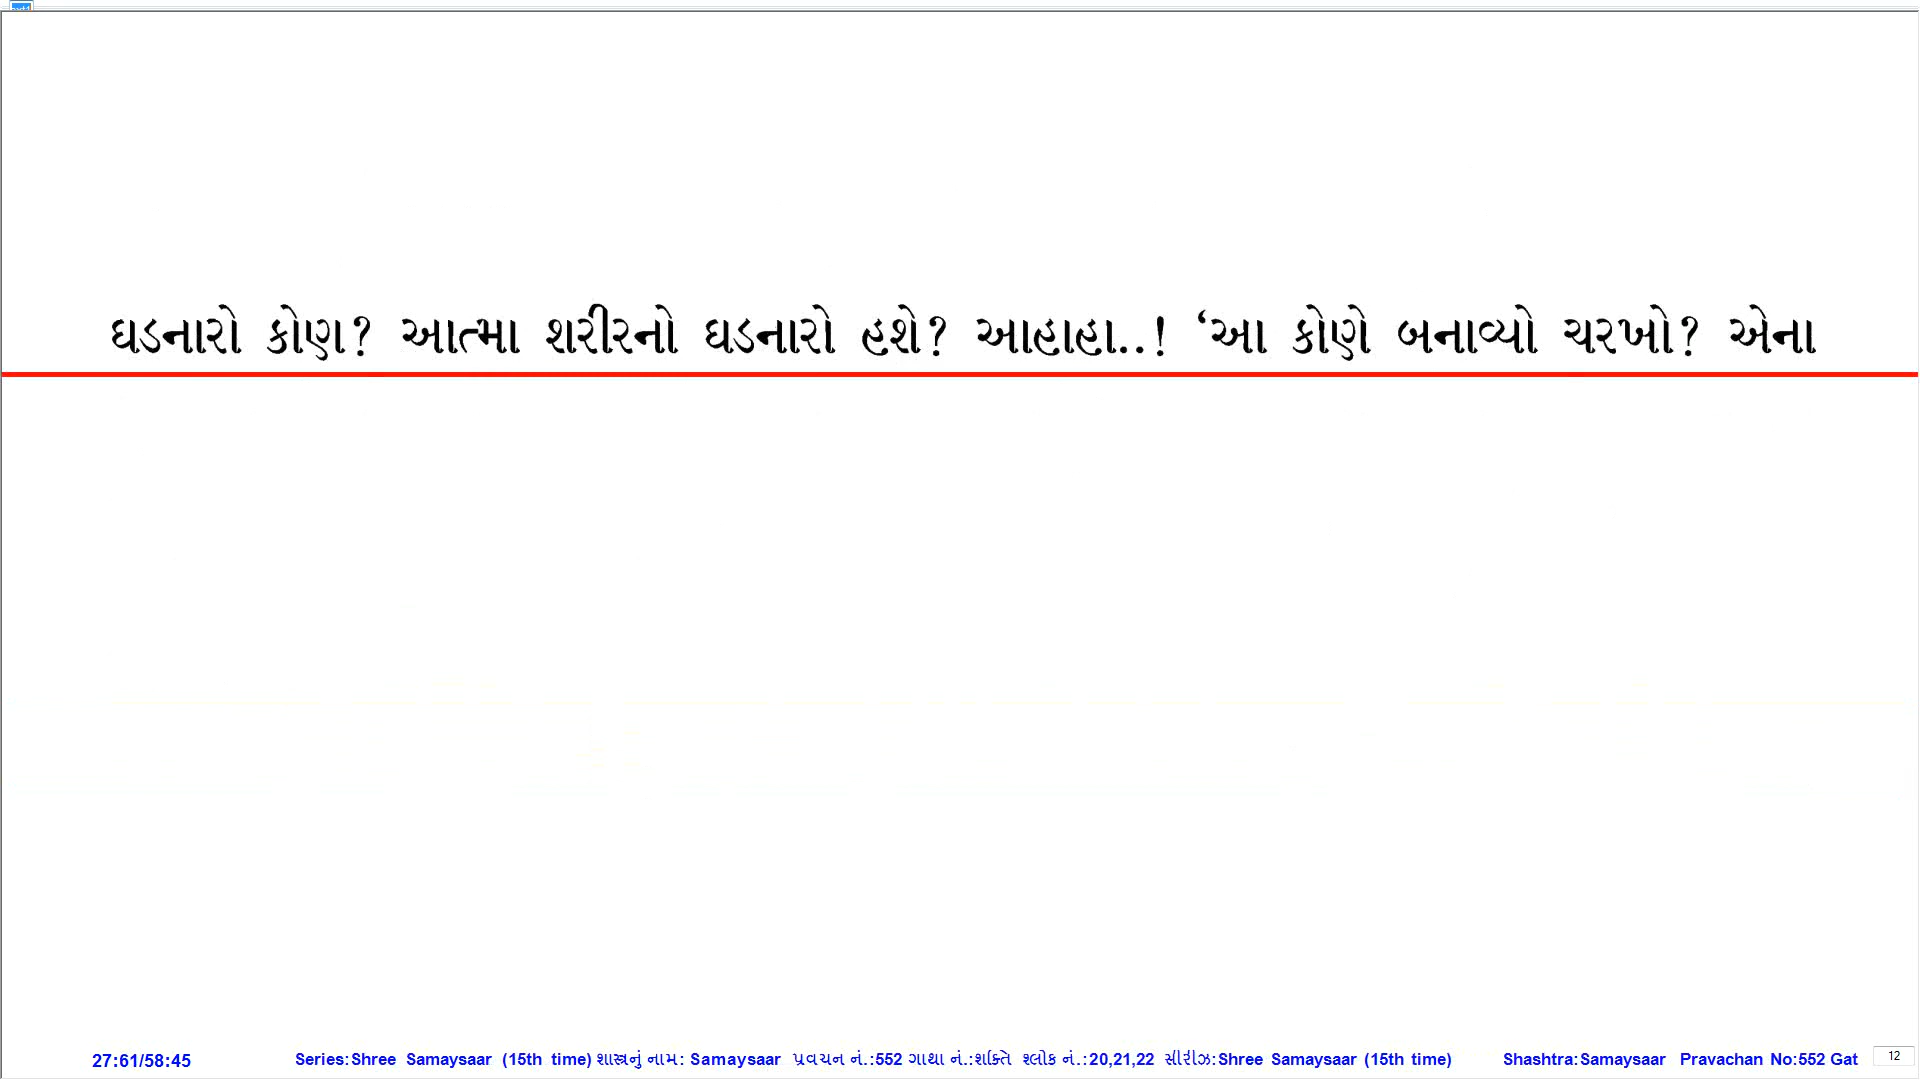 ઘડનારો કોણ? આત્મા શરીરનો ઘડનારો હશે? આહાહા..! ‘આ કોણે બનાવ્યો ચરખો? એના
27:61/58:45 Series:Shree Samaysaar (15th time) શાસ્ત્રનું નામ: Samaysaar પ્રવચન નં.:552 ગાથા નં.:શક્તિ શ્લોક નં.:20,21,22 સીરીઝ:Shree Samaysaar (15th time) Shashtra:Samaysaar Pravachan No:552 Gat 12